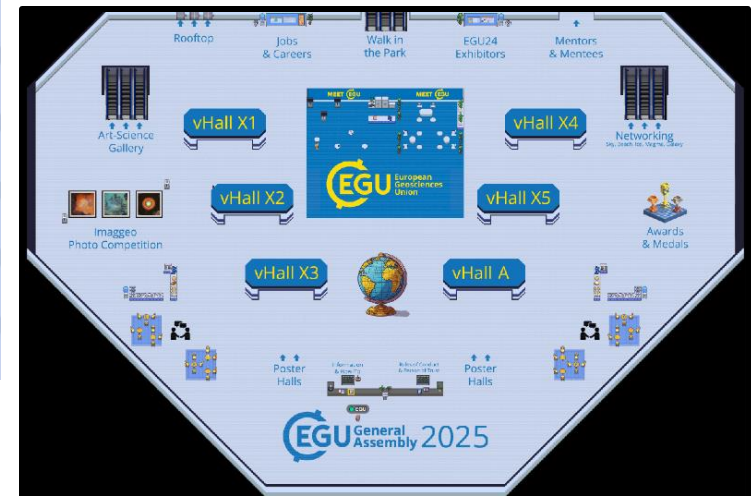 Rooftop
Jobs
& Careers
Walk in
the Park
EGU24
Exhibitors
Mentors
& Mentees
MEET EGU
MEET EGU
vHall X1
vHall X4
Art-Science
Gallery
Networking
EGU European
Geosciences
Union
vHall X2
vHall X5
Imaggeo
Photo Competition
Awards
& Medals
vHall X3
vHall A
Poster
Halls
Poster
Halls
EGU
EGU General
Assembly 2025